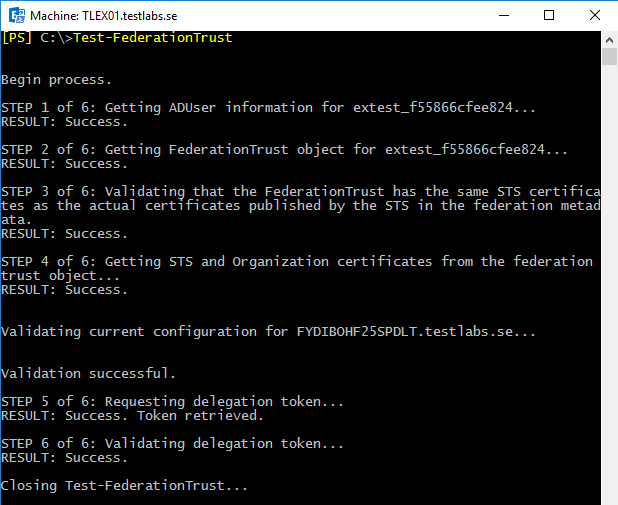 Machine: TLEX01.testlabs.se
[PS] C:\>Test-FederationTrust
Begin process.
STEP 1 of 6: Getting ADUser information for extest_f55866cfee824...
RESULT: Success.
STEP 2 of 6: Getting FederationTrust object for extest_f55866cfee824...
RESULT: Success.
STEP 3 of 6: Validating that the FederationTrust has the same STS certifica
tes as the actual certificates published by the STS in the federation metad
ata.
RESULT: Success.
STEP 4 of 6: Getting STS and Organization certificates from the federation
trust object...
RESULT: Success.
Validating current configuration for FYDIBOHF25SPDLT.testlabs.se...
Validation successful.
STEP 5 of 6: Requesting delegation token...
RESULT: Success. Token retrieved.
STEP 6 of 6: Validating delegation token...
RESULT: Success.
Closing Test-FederationTrust...